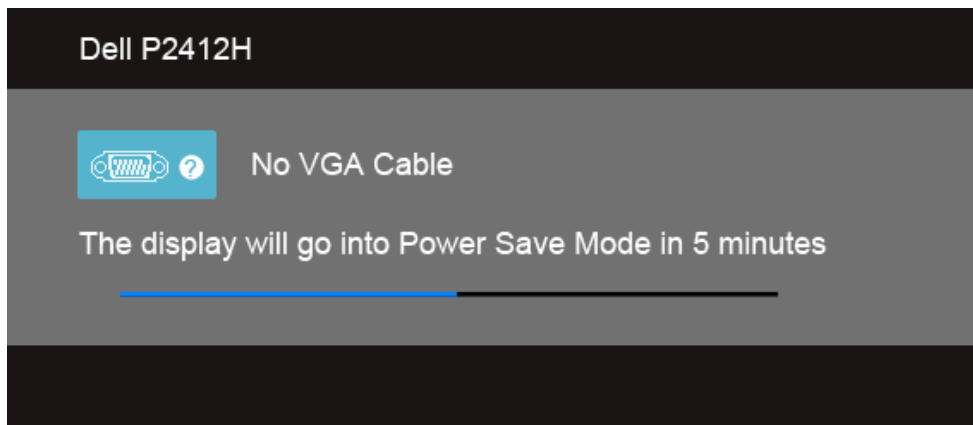 Dell P2412H
? No VGA Cable
The display will go into Power Save Mode in 5 minutes